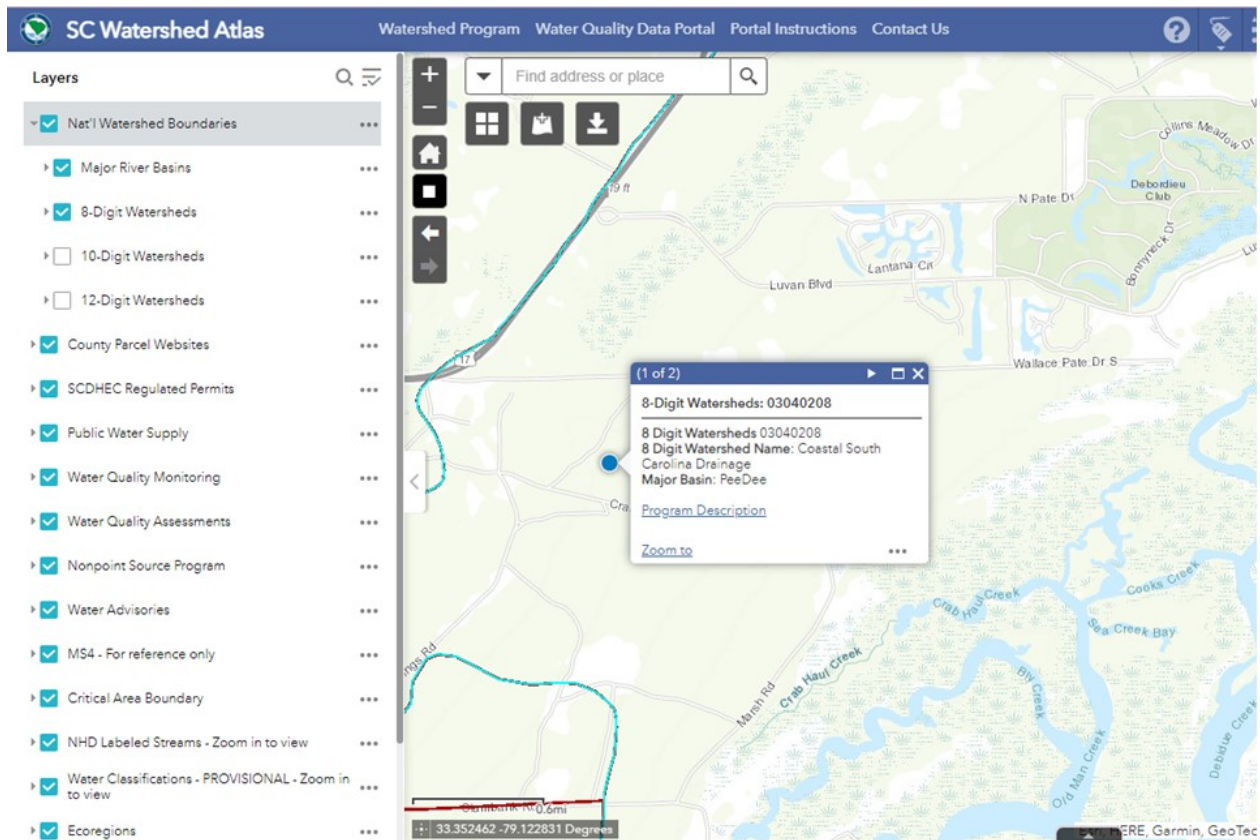 SC Watershed Atlas
Watershed Program Water Quality Data Portal Portal Instructions Contact Us
Layers
Nat'l Watershed Boundaries
Major River Basins
8-Digit Watersheds
10-Digit Watersheds
12-Digit Watersheds
County Parcel Websites
SCDHEC Regulated Permits
Public Water Supply
Water Quality Monitoring
Water Quality Assessments
Nonpoint Source Program
Water Advisories
MS4 - For reference only
Critical Area Boundary
NHD Labeled Streams - Zoom in to view
Water Classifications - PROVISIONAL - Zoom in
to view
Ecoregions
Find address or place
19 ft
Collins Meadow Dr
Debordieu
Club
N Pate Dr
Bonnyneck Dr
Lantana Cir
Luvan Blvd
17
Wallace Pate Dr S
(1 of 2)
8-Digit Watersheds: 03040208
8 Digit Watersheds 03040208
8 Digit Watershed Name: Coastal South
Carolina Drainage
Major Basin: PeeDee
Program Description
Zoom to
Crab Haul Creek
Cooks Creek
Sea Creek Bay
Crab Haul Creek
Marsh Rd
Bly Creek
Old Man Creek
Debidue Creek
0.6mi
33.352462 -79.122831 Degrees
HERE, Garmin,